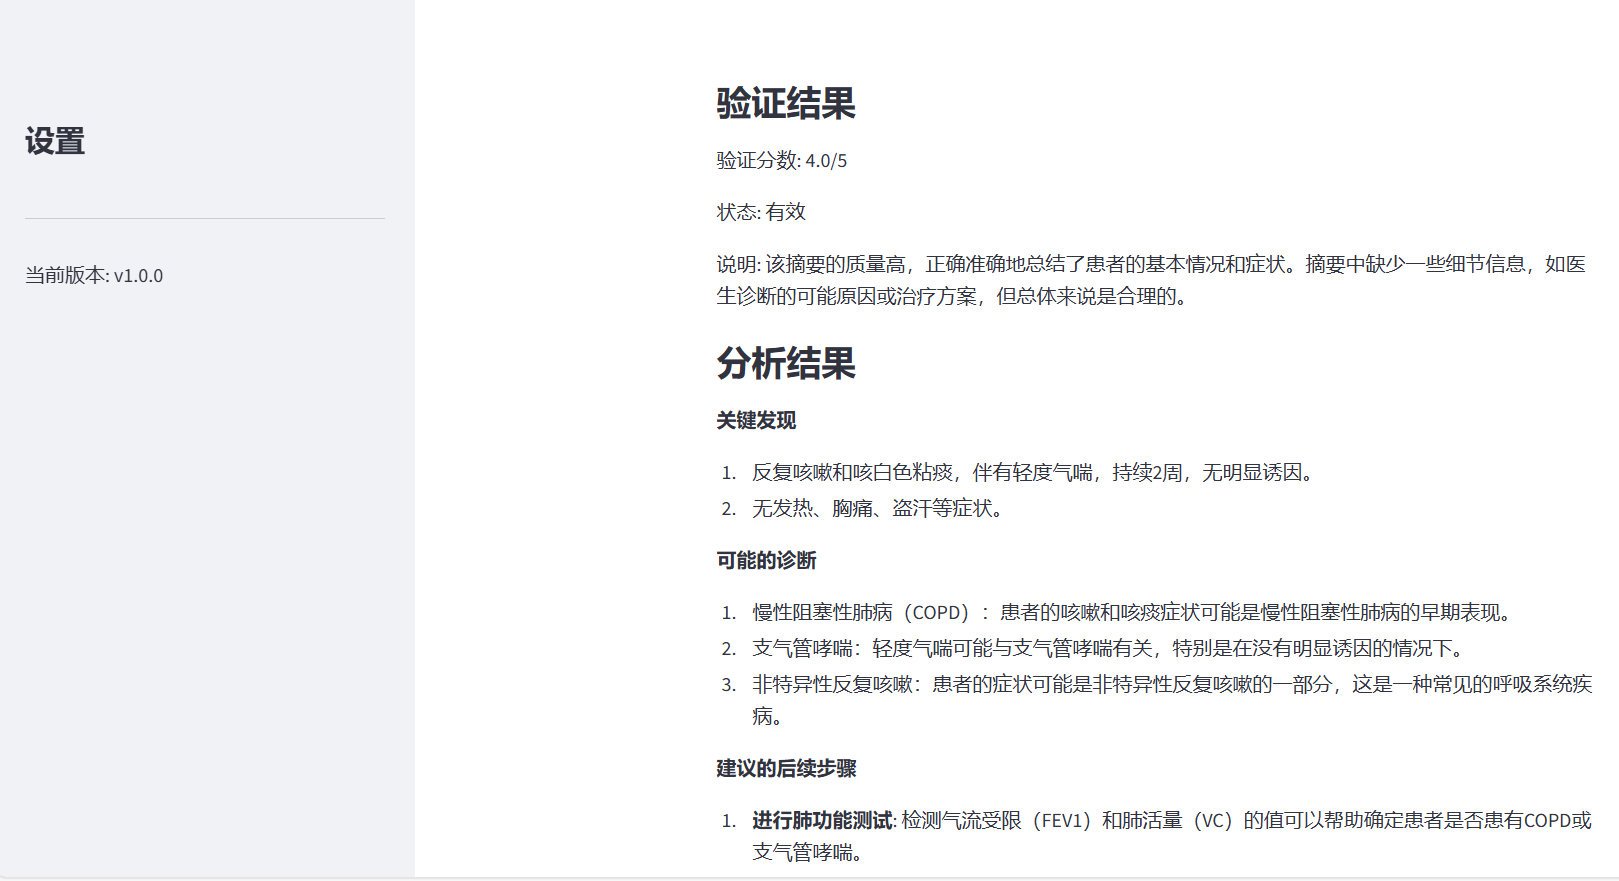 设置
当前版本: v1.0.0
验证结果
验证分数: 4.0/5
状态: 有效
说明: 该摘要的质量高，正确准确地总结了患者的基本情况和症状。摘要中缺少一些细节信息，如医
生诊断的可能原因或治疗方案，但总体来说是合理的。
分析结果
关键发现
1. 反复咳嗽和咳白色粘痰，伴有轻度气喘，持续2周，无明显诱因。
2. 无发热、胸痛、盗汗等症状。
可能的诊断
1. 慢性阻塞性肺病（COPD）：患者的咳嗽和咳痰症状可能是慢性阻塞性肺病的早期表现。
2. 支气管哮喘：轻度气喘可能与支气管哮喘有关，特别是在没有明显诱因的情况下。
3. 非特异性反复咳嗽：患者的症状可能是非特异性反复咳嗽的一部分，这是一种常见的呼吸系统疾
病。
建议的后续步骤
1. 进行肺功能测试: 检测气流受限（FEV1）和肺活量（VC）的值可以帮助确定患者是否患有COPD或
支气管哮喘。